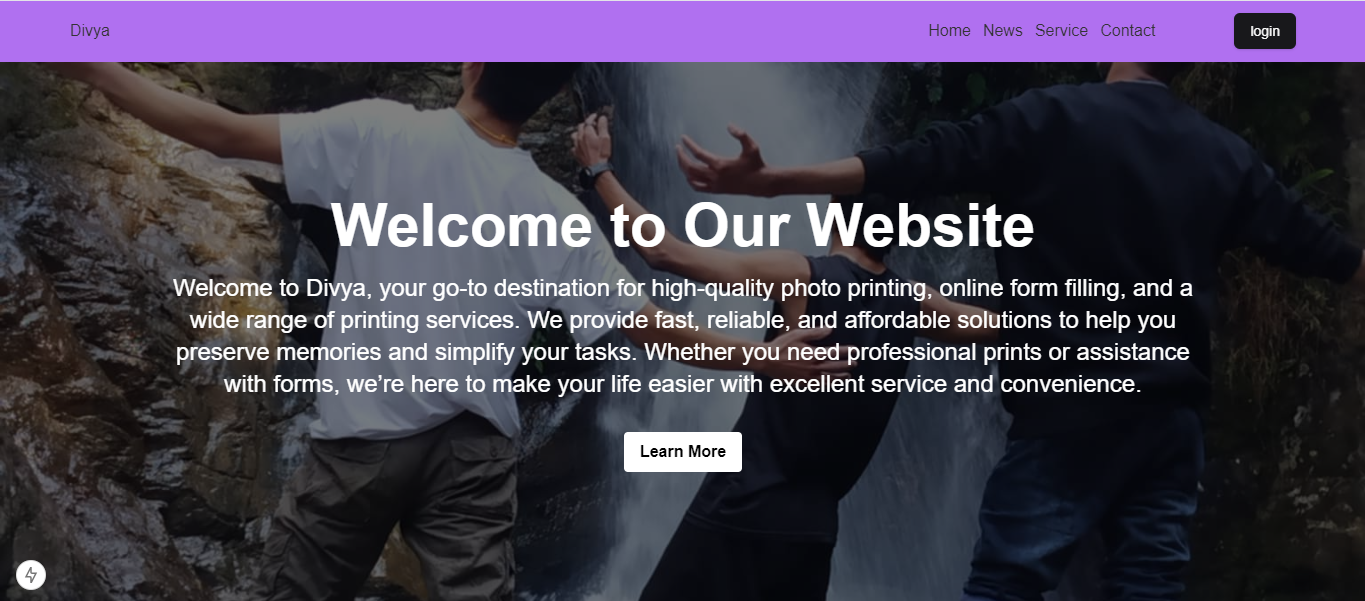 Divya
Home News Service Contact
login
Welcome to Our Website
Welcome to Divya, your go-to destination for high-quality photo printing, online form filling, and a
wide range of printing services. We provide fast, reliable, and affordable solutions to help you
preserve memories and simplify your tasks. Whether you need professional prints or assistance
with forms, we’re here to make your life easier with excellent service and convenience.
Learn More